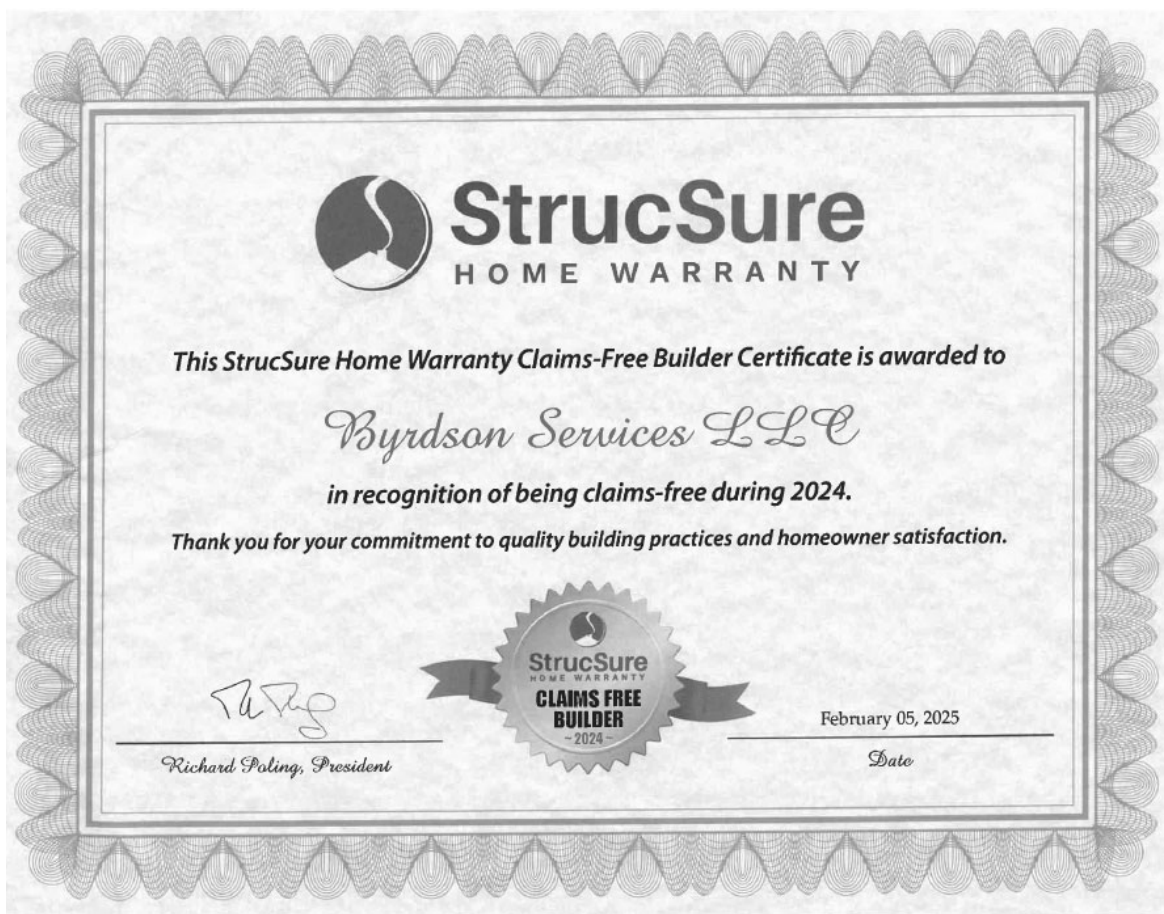 StrucSure
HOME WARRANTY
This StrucSure Home Warranty Claims-Free Builder Certificate is awarded to
Byrdson Services LLC
in recognition of being claims-free during 2024.
Thank you for your commitment to quality building practices and homeowner satisfaction.
StrucSure
HOME WARRANTY
CLAIMS FREE
BUILDER
~ 2024 ~
February 05, 2025
Richard Poling, President
Date